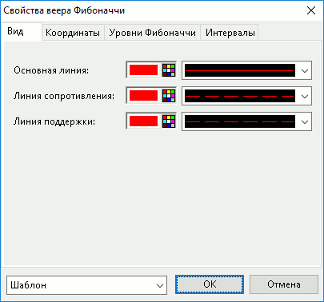 Свойства веера Фибоначчи
Вид Координаты Уровни Фибоначчи Интервалы
Основная линия:
Линия сопротивления:
Линия поддержки:
Шаблон OK Отмена